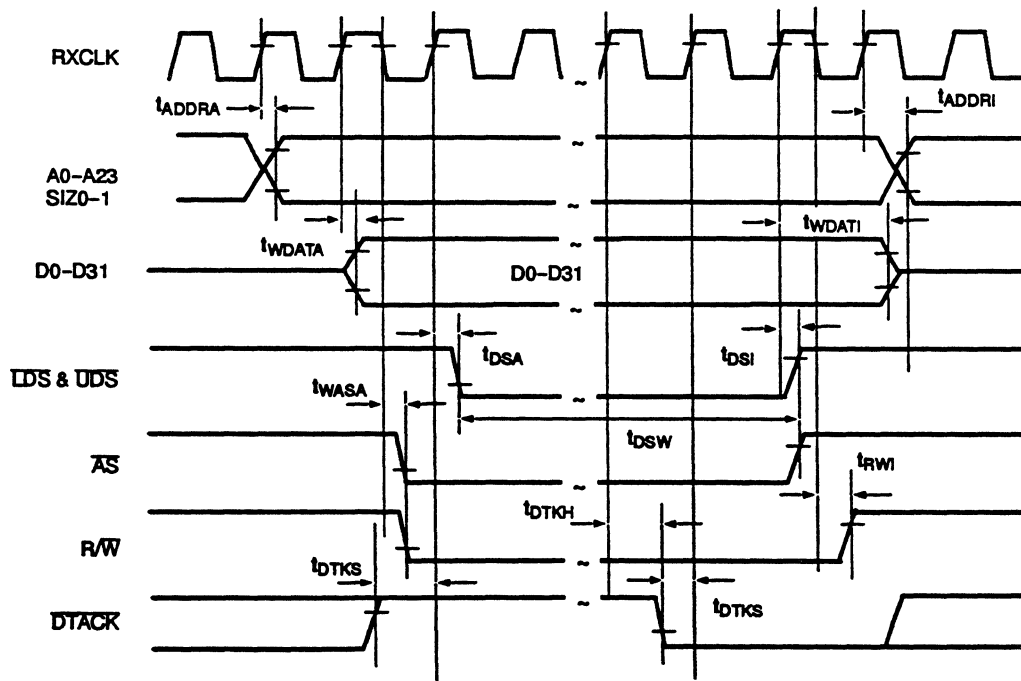 RXCLK
tADDRA
tADDRI
A0–A23
SIZ0–1
tWDATA
tWDATI
D0–D31
D0–D31
tDSA
tDSI
LDS & UDS
tWASA
tDSW
AS
tRWI
tDTKH
R/W
tDTKS
tDTKS
DTACK